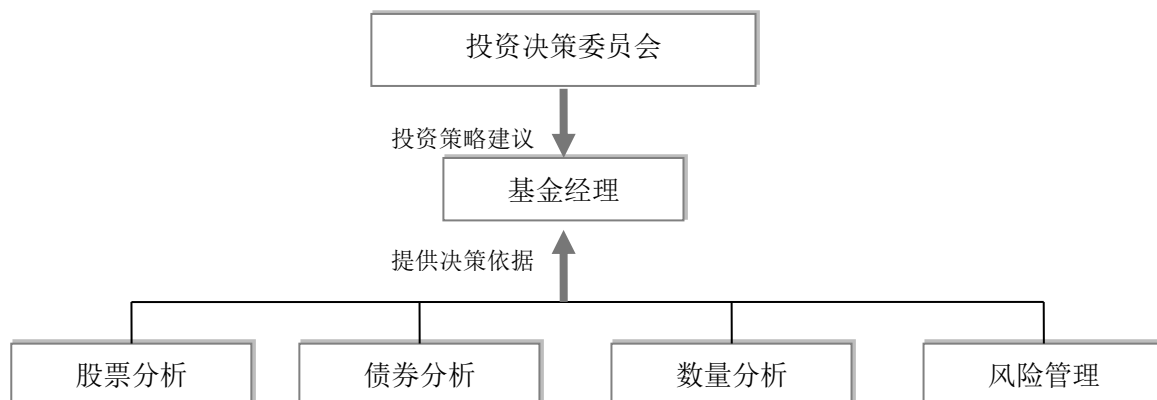 投资决策委员会
投资策略建议
基金经理
提供决策依据
股票分析
债券分析
数量分析
风险管理